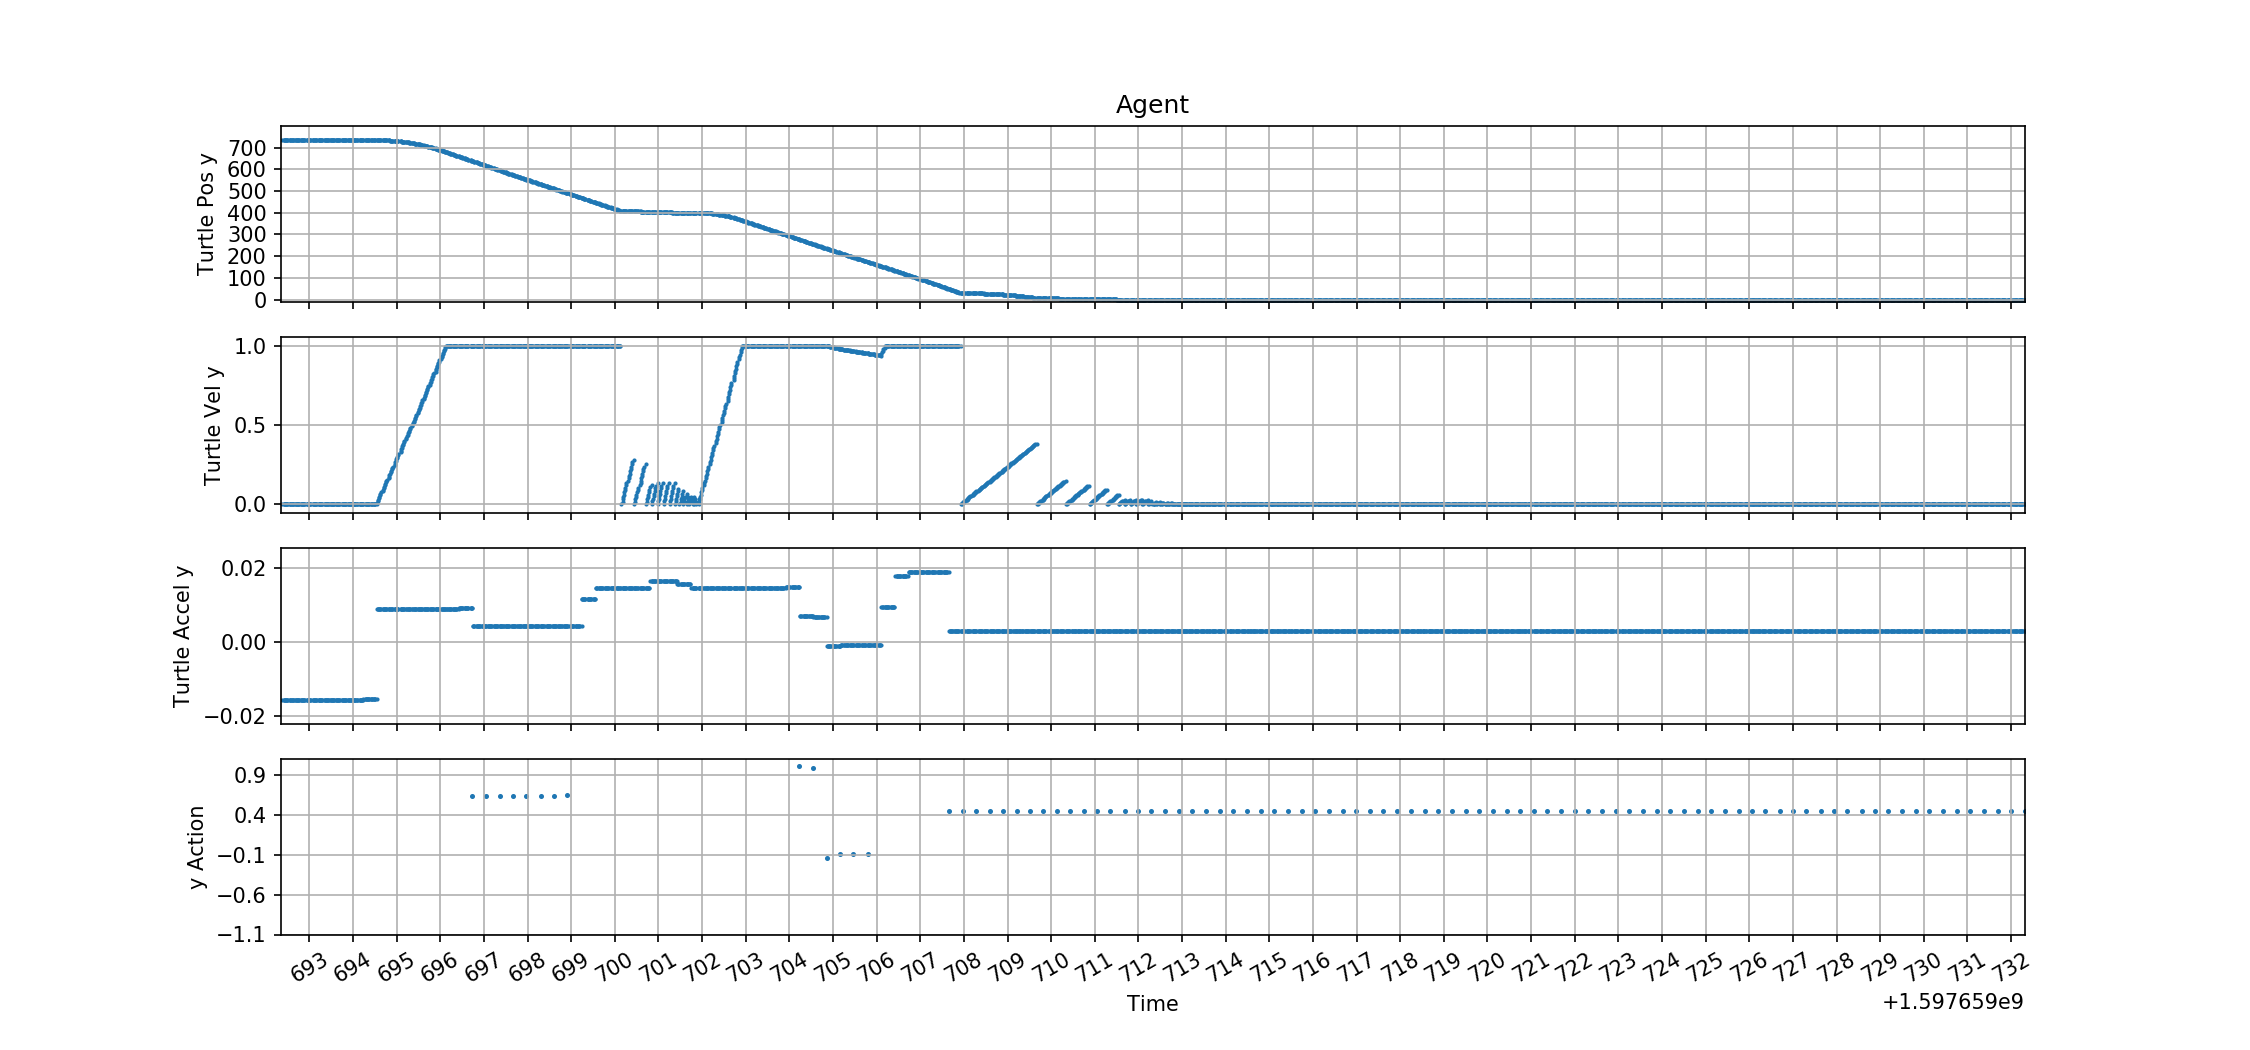 Agent
Turtle Pos y
700
600
500
400
300
200
100
0
Turtle Vel y
1.0
0.5
0.0
Turtle Accel y
0.02
0.00
−0.02
y Action
0.9
0.4
−0.1
−0.6
−1.1
693 694 695 696 697 698 699 700 701 702 703 704 705 706 707 708 709 710 711 712 713 714 715 716 717 718 719 720 721 722 723 724 725 726 727 728 729 730 731 732
Time
+1.597659e9